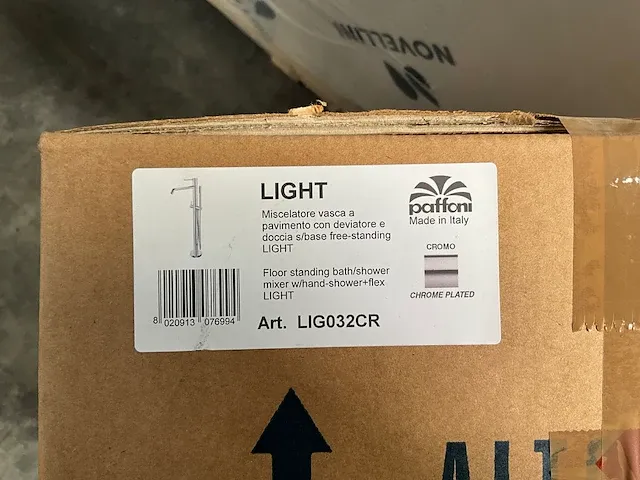 NOVELLINI
LIGHT
Miscelatore vasca a
pavimento con deviatore e
doccia s/base free-standing
LIGHT
Floor standing bath/shower
mixer w/hand-shower+flex
LIGHT
Art. LIG032CR
8 020913 076994
paffoni
Made in Italy
CROMO
CHROME PLATED